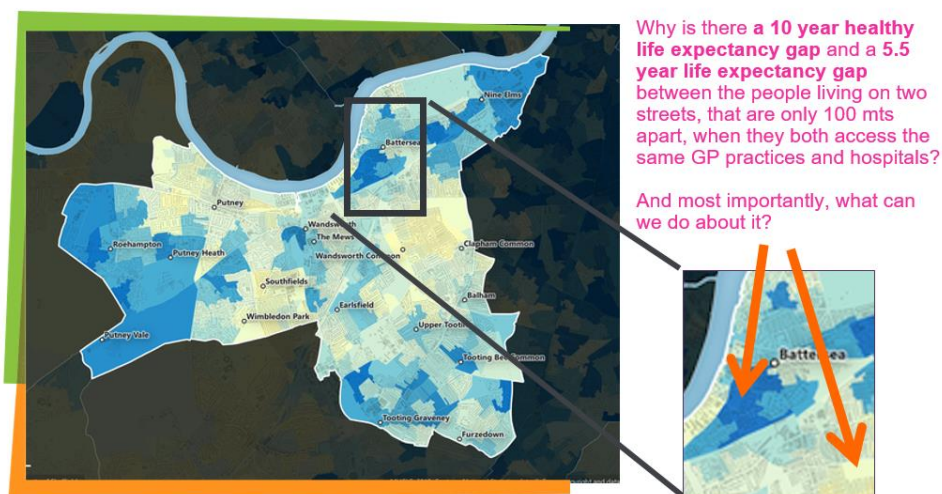 Why is there a 10 year healthy
life expectancy gap and a 5.5
year life expectancy gap
between the people living on two
streets, that are only 100 mts
apart, when they both access the
same GP practices and hospitals?
And most importantly, what can
we do about it?
Nine Elms
Battersea
Putney
Wandsworth
The Mews
Wandsworth Common
Clapham Common
Roehampton
Putney Heath
Southfields
Balham
Earlsfield
Wimbledon Park
Upper Tooting
Putney Vale
Tooting Bec Common
Tooting Graveney
Furzedown
Battersea